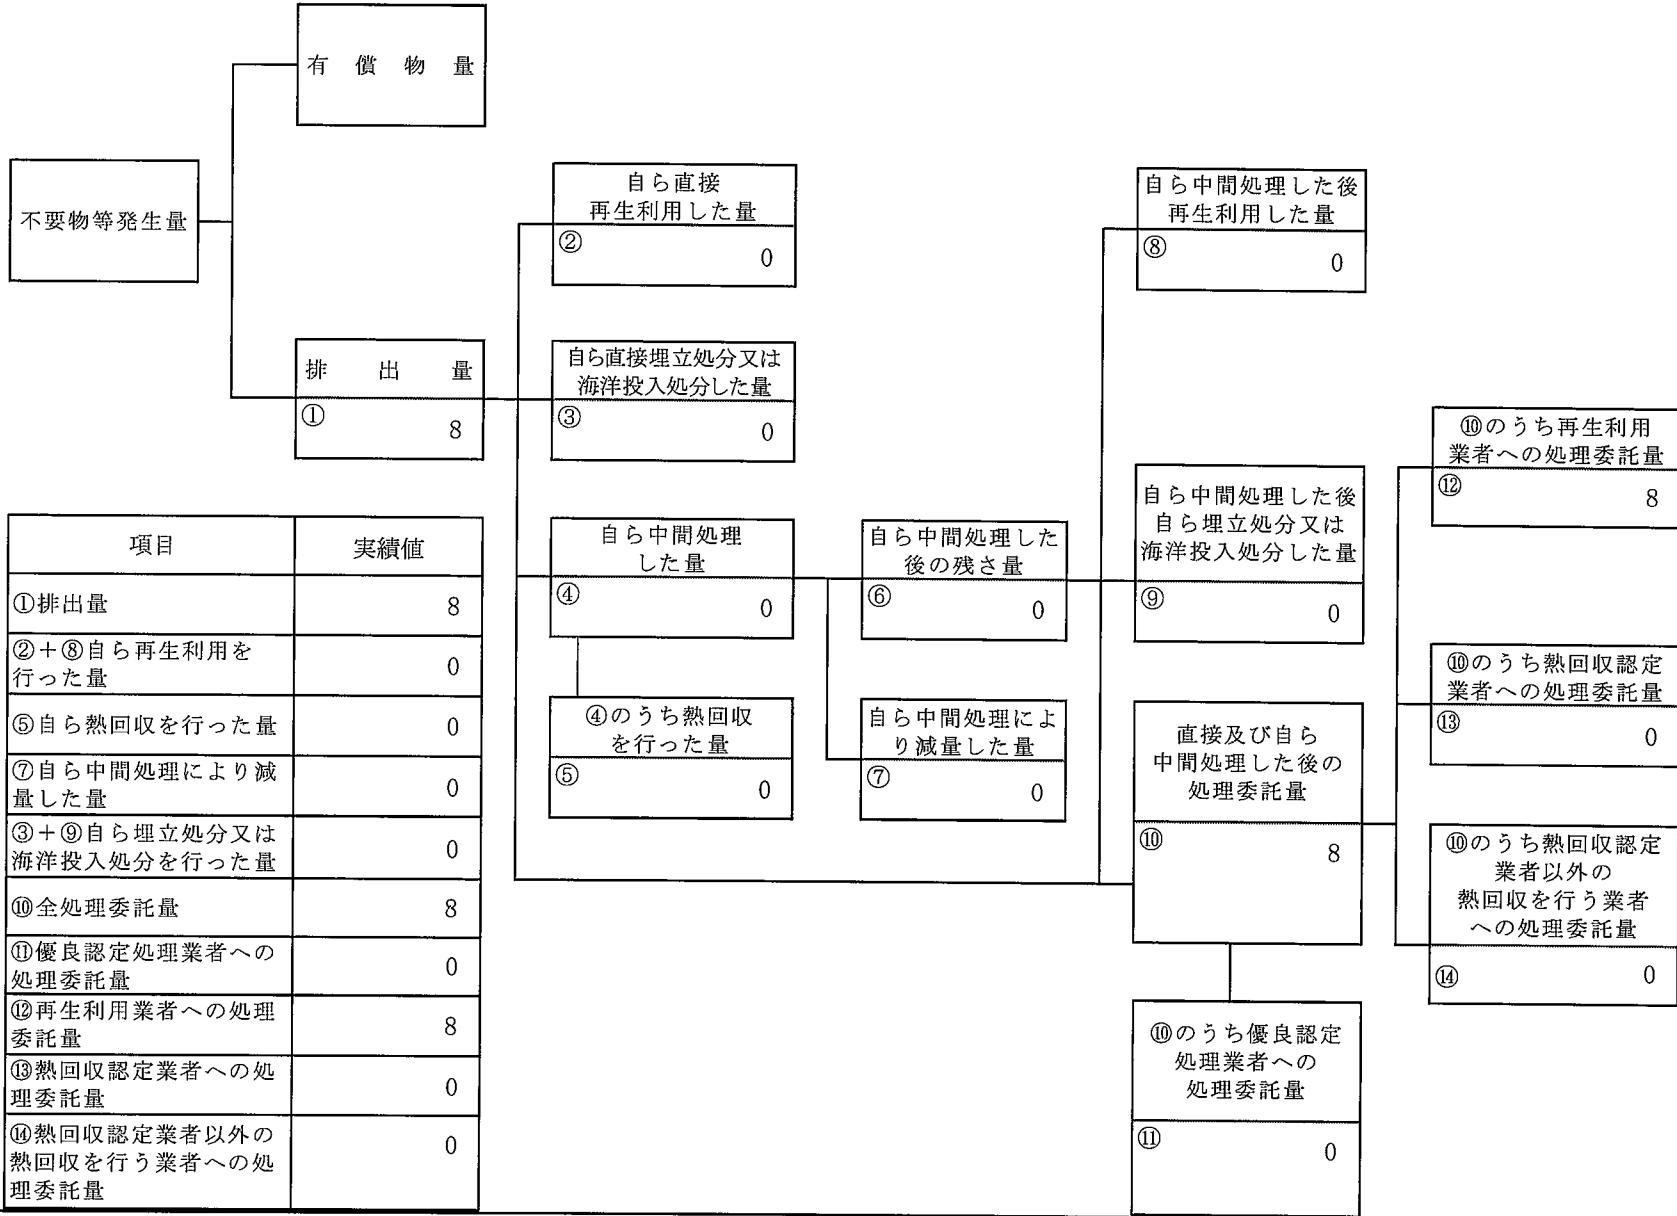 有償物量
不要物等発生量
排出量
① 8
自ら直接
再生利用した量
② 0
自ら直接埋立処分又は
海洋投入処分した量
③ 0
自ら中間処理
した量
④ 0
④のうち熱回収
を行った量
⑤ 0
自ら中間処理した
後の残さ量
⑥ 0
自ら中間処理によ
り減量した量
⑦ 0
自ら中間処理した後
再生利用した量
⑧ 0
自ら中間処理した後
自ら埋立処分又は
海洋投入処分した量
⑨ 0
直接及び自ら
中間処理した後の
処理委託量
⑩ 8
⑩のうち優良認定
処理業者への
処理委託量
⑪ 0
⑩のうち再生利用
業者への処理委託量
⑫ 8
⑩のうち熱回収認定
業者への処理委託量
⑬ 0
⑩のうち熱回収認定
業者以外の
熱回収を行う業者
への処理委託量
⑭ 0
項目 実績値
①排出量 8
②+⑧自ら再生利用を
行った量 0
⑤自ら熱回収を行った量 0
⑦自ら中間処理により減
量した量 0
③+⑨自ら埋立処分又は
海洋投入処分を行った量 0
⑩全処理委託量 8
⑪優良認定処理業者への
処理委託量 0
⑫再生利用業者への処理
委託量 8
⑬熱回収認定業者への処
理委託量 0
⑭熱回収認定業者以外の
熱回収を行う業者への処
理委託量 0